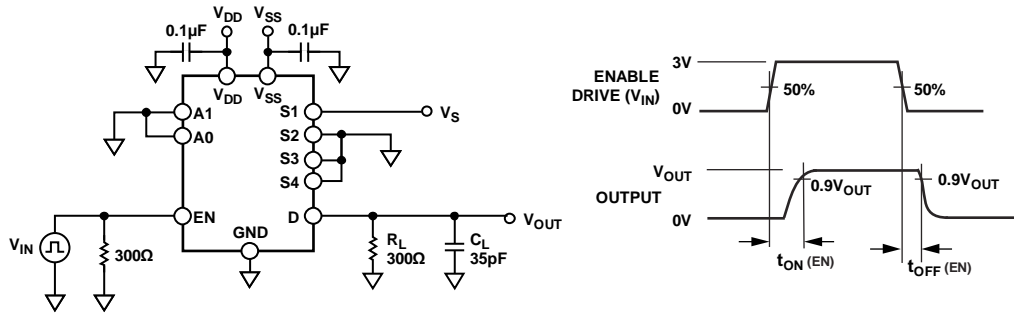 V_DD V_SS
0.1µF 0.1µF
V_DD V_SS
A1 S1 V_S
A0 S2
S3
S4
EN D V_OUT
V_IN 300Ω GND R_L 300Ω C_L 35pF
3V
ENABLE
DRIVE (V_IN) 50% 50%
0V
V_OUT
OUTPUT 0.9V_OUT 0.9V_OUT
0V
t_ON (EN) t_OFF (EN)